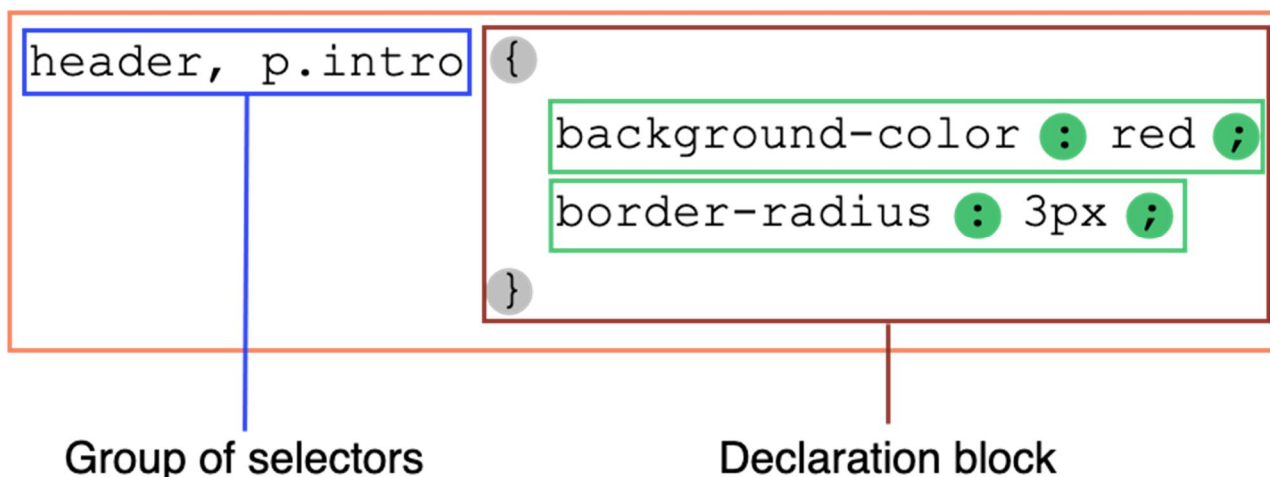 header, p.intro {
background-color : red ;
border-radius : 3px ;
}
Group of selectors
Declaration block